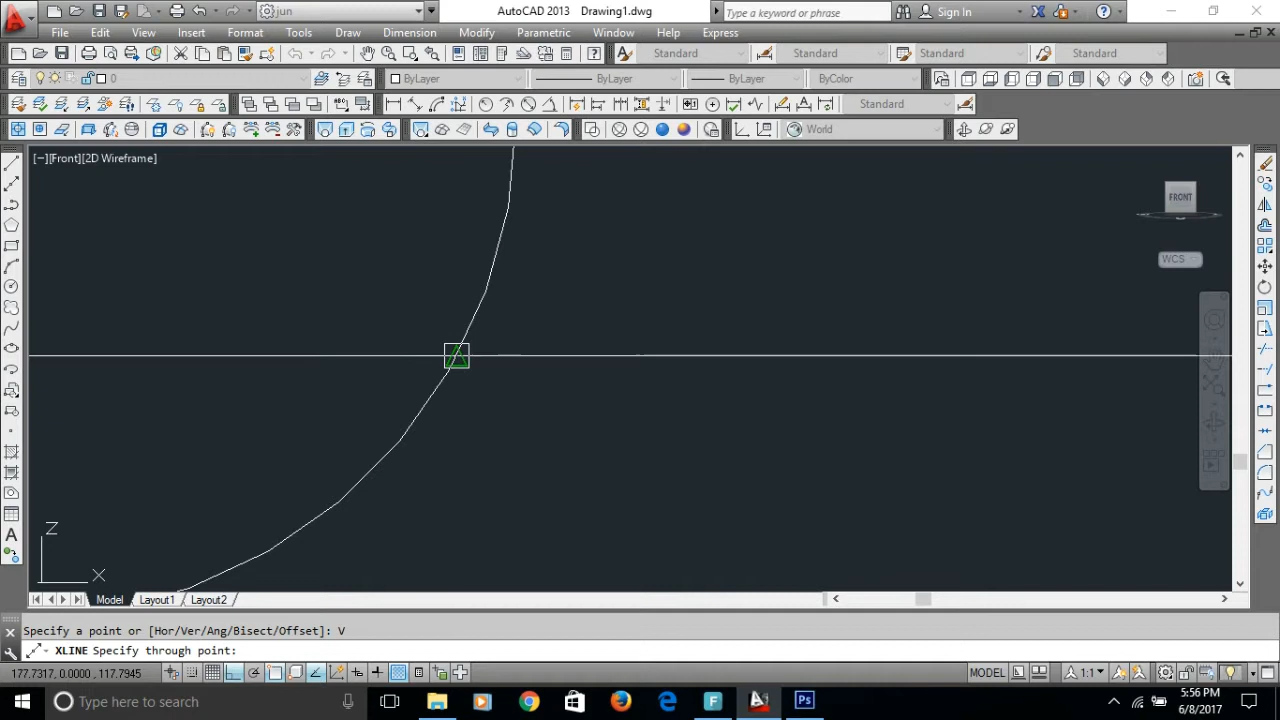 jun
AutoCAD 2013 Drawing1.dwg
Type a keyword or phrase
Sign In
File Edit View Insert Format Tools Draw Dimension Modify Parametric Window Help Express
Standard Standard Standard Standard
0 ByLayer ByLayer ByLayer ByColor
Standard
World
[−][Front][2D Wireframe]
FRONT
WCS
Z
X
A
Model Layout1 Layout2
Specify a point or [Hor/Ver/Ang/Bisect/Offset]: V
XLINE Specify through point:
177.7317, 0.0000 , 117.7945 MODEL 1:1
Type here to search
F
Ps
5:56 PM
6/8/2017